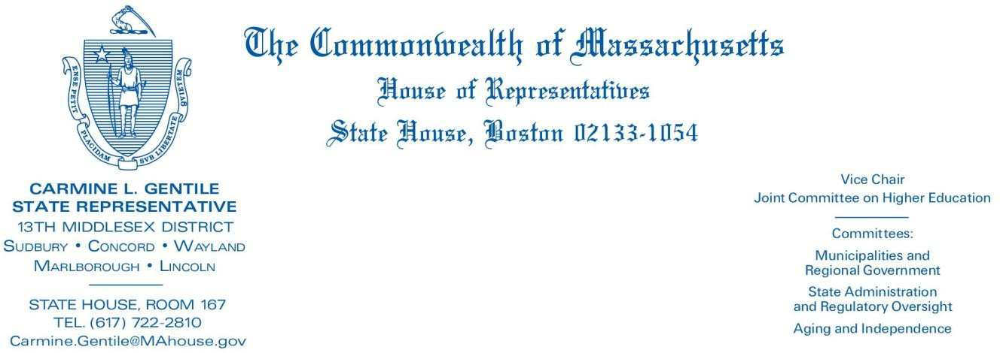 ENSE PETIT
PLACIDAM
SVB LIBERTATE
QVIETEM
The Commonwealth of Massachusetts
House of Representatives
State House, Boston 02133-1054
CARMINE L. GENTILE
STATE REPRESENTATIVE
13TH MIDDLESEX DISTRICT
SUDBURY • CONCORD • WAYLAND
MARLBOROUGH • LINCOLN
STATE HOUSE, ROOM 167
TEL. (617) 722-2810
Carmine.Gentile@MAhouse.gov
Vice Chair
Joint Committee on Higher Education
Committees:
Municipalities and
Regional Government
State Administration
and Regulatory Oversight
Aging and Independence